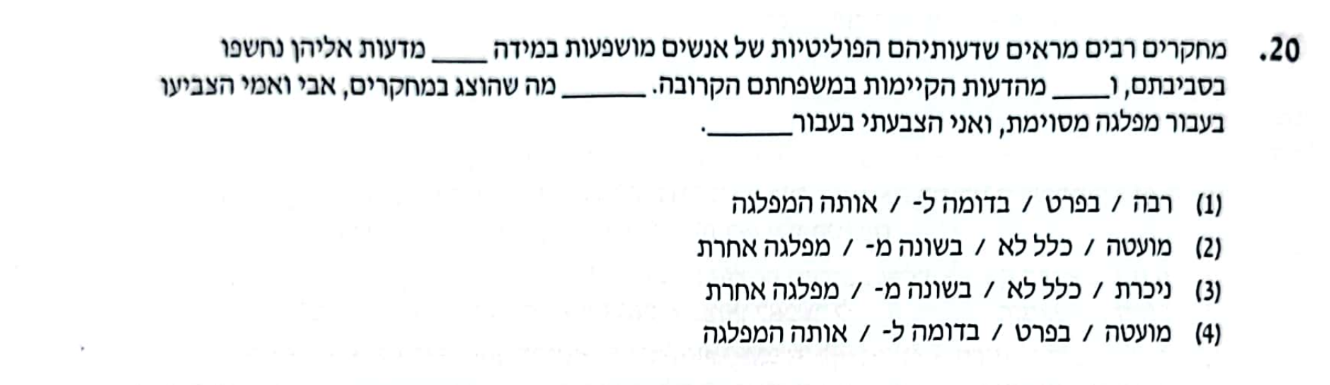 20. מחקרים רבים מראים שדעותיהם הפוליטיות של אנשים מושפעות במידה ____ מדעות אליהן נחשפו
בסביבתם, ו____ מהדעות הקיימות במשפחתם הקרובה. ______ מה שהוצג במחקרים, אבי ואמי הצביעו
בעבור מפלגה מסוימת, ואני הצבעתי בעבור ______.
(1) רבה / בפרט / בדומה ל- / אותה המפלגה
(2) מועטה / כלל לא / בשונה מ- / מפלגה אחרת
(3) ניכרת / כלל לא / בשונה מ- / מפלגה אחרת
(4) מועטה / בפרט / בדומה ל- / אותה המפלגה